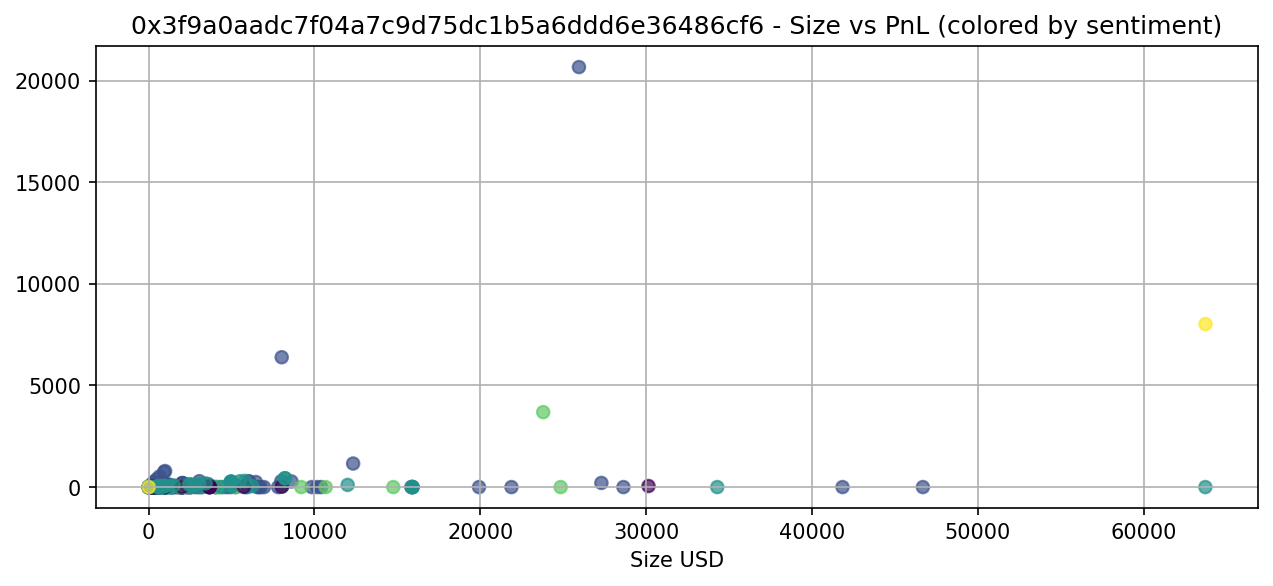 0x3f9a0aadc7f04a7c9d75dc1b5a6ddd6e36486cf6 - Size vs PnL (colored by sentiment)
20000
15000
10000
5000
0
0 10000 20000 30000 40000 50000 60000
Size USD